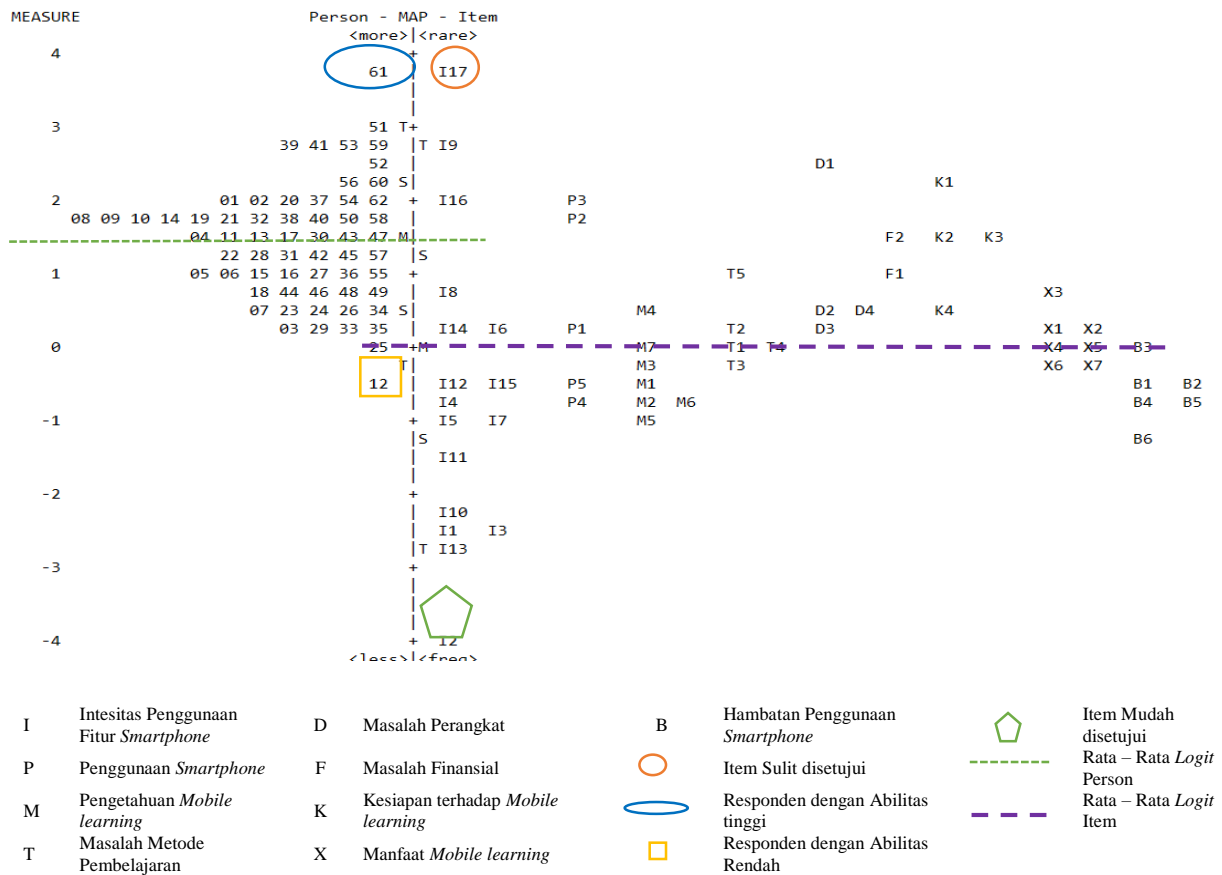 MEASURE Person - MAP - Item
<more>|<rare>
4 +
61 | I17
|
|
3 51 T+
39 41 53 59 |T I9
52 | D1
56 60 S| K1
2 01 02 20 37 54 62 + I16 P3
08 09 10 14 19 21 32 38 40 50 58 | P2
04 11 13 17 30 43 47 M| F2 K2 K3
22 28 31 42 45 57 |S
1 05 06 15 16 27 36 55 + T5 F1
18 44 46 48 49 | I8 X3
07 23 24 26 34 S| M4 D2 D4 K4
03 29 33 35 | I14 I6 P1 T2 D3 X1 X2
0 25 +M M7 T1 T4 X4 X5 B3
T| M3 T3 X6 X7
12 | I12 I15 P5 M1 B1 B2
| I4 P4 M2 M6 B4 B5
-1 + I5 I7 M5
|S B6
| I11
|
-2 +
| I10
| I1 I3
|T I13
-3 +
|
|
|
-4 + I2
<less>|<freq>
I Intesitas Penggunaan Fitur Smartphone
D Masalah Perangkat
B Hambatan Penggunaan Smartphone
Item Mudah disetujui
P Penggunaan Smartphone
F Masalah Finansial
Item Sulit disetujui
Rata – Rata Logit Person
M Pengetahuan Mobile learning
K Kesiapan terhadap Mobile learning
Responden dengan Abilitas tinggi
Rata – Rata Logit Item
T Masalah Metode Pembelajaran
X Manfaat Mobile learning
Responden dengan Abilitas Rendah